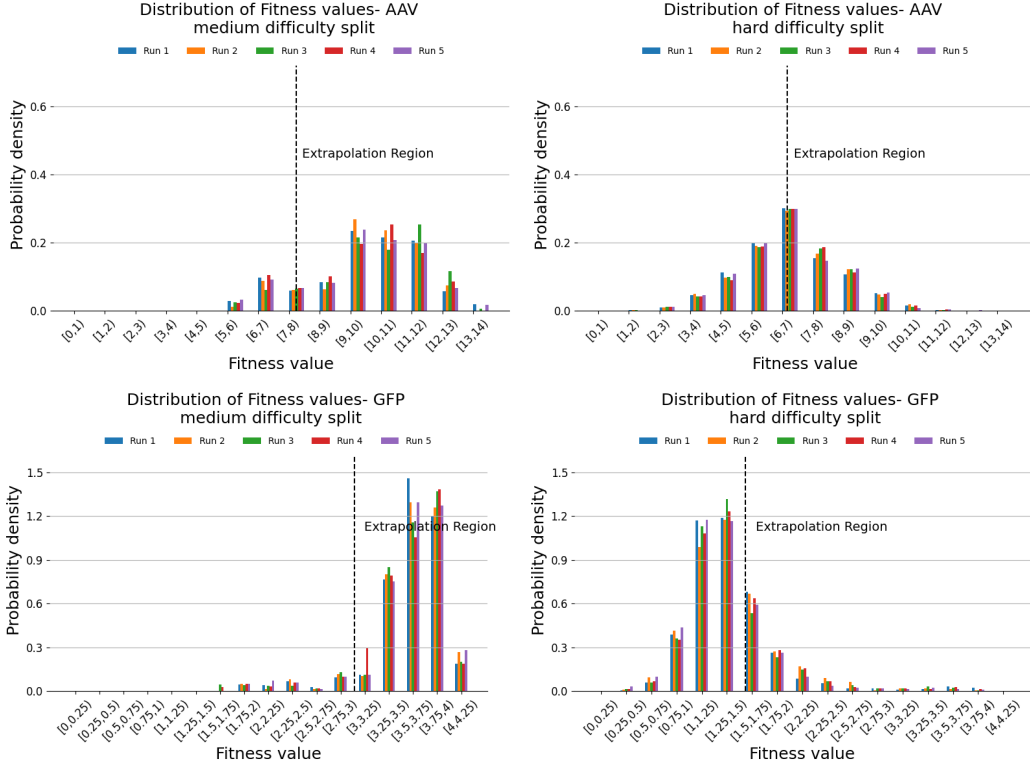 Distribution of Fitness values- AAV
medium difficulty split
Run 1 Run 2 Run 3 Run 4 Run 5
Probability density
0.6
0.4
0.2
0.0
Extrapolation Region
[0,1) [1,2) [2,3) [3,4) [4,5) [5,6) [6,7) [7,8) [8,9) [9,10) [10,11) [11,12) [12,13) [13,14)
Fitness value
Distribution of Fitness values- AAV
hard difficulty split
Run 1 Run 2 Run 3 Run 4 Run 5
Probability density
0.6
0.4
0.2
0.0
Extrapolation Region
[0,1) [1,2) [2,3) [3,4) [4,5) [5,6) [6,7) [7,8) [8,9) [9,10) [10,11) [11,12) [12,13) [13,14)
Fitness value
Distribution of Fitness values- GFP
medium difficulty split
Run 1 Run 2 Run 3 Run 4 Run 5
Probability density
1.5
1.2
0.9
0.6
0.3
0.0
Extrapolation Region
[0,0.25) [0.25,0.5) [0.5,0.75) [0.75,1) [1,1.25) [1.25,1.5) [1.5,1.75) [1.75,2) [2,2.25) [2.25,2.5) [2.5,2.75) [2.75,3) [3,3.25) [3.25,3.5) [3.5,3.75) [3.75,4) [4,4.25)
Fitness value
Distribution of Fitness values- GFP
hard difficulty split
Run 1 Run 2 Run 3 Run 4 Run 5
Probability density
1.5
1.2
0.9
0.6
0.3
0.0
Extrapolation Region
[0,0.25) [0.25,0.5) [0.5,0.75) [0.75,1) [1,1.25) [1.25,1.5) [1.5,1.75) [1.75,2) [2,2.25) [2.25,2.5) [2.5,2.75) [2.75,3) [3,3.25) [3.25,3.5) [3.5,3.75) [3.75,4) [4,4.25)
Fitness value